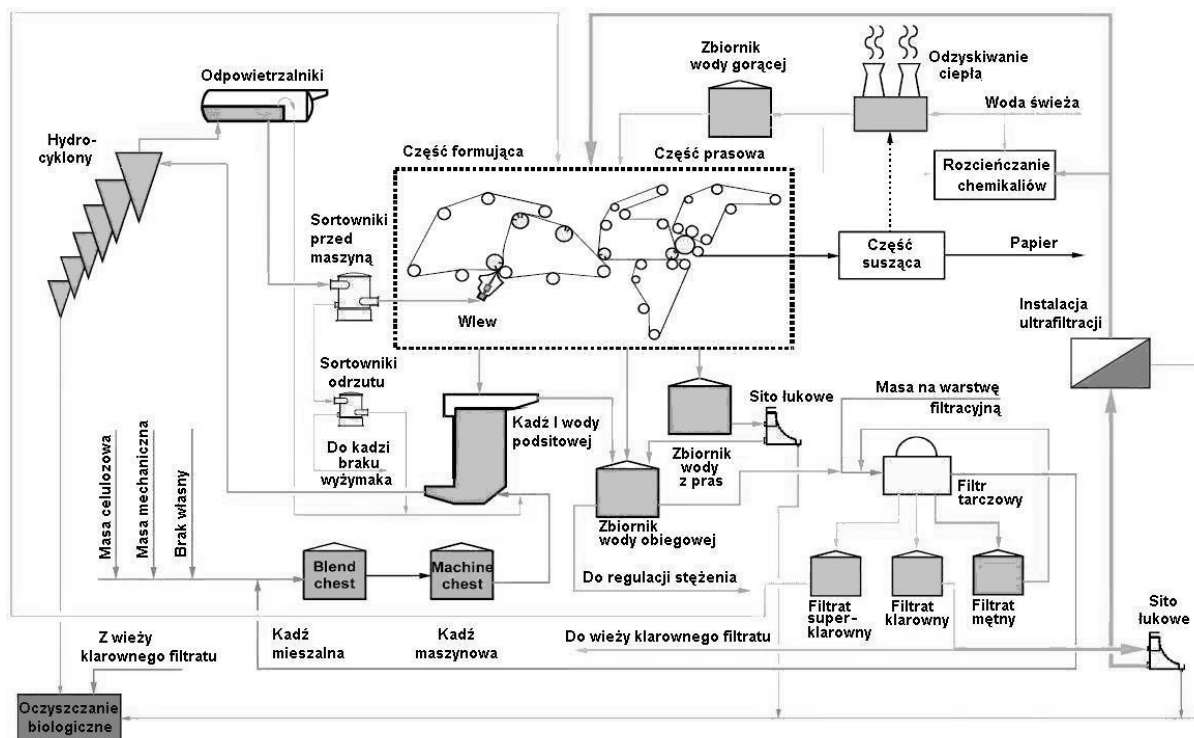 Odpowietrzalniki
Hydro-
cyklony
Część formująca
Zbiornik
wody gorącej
Część prasowa
Odzyskiwanie
ciepła
Woda świeża
Rozcieńczanie
chemikaliów
Sortowniki
przed
maszyną
Wlew
Część
susząca
Papier
Instalacja
ultrafiltracji
Sortowniki
odrzutu
Do kadzi
braku
wyżymaka
Kadź I wody
podsitowej
Zbiornik
wody
z pras
Sito łukowe
Masa na warstwę
filtracyjną
Filtr
tarczowy
Zbiornik
wody obiegowej
Masa celulozowa
Masa mechaniczna
Brak własny
Blend
chest
Machine
chest
Do regulacji stężenia
Filtrat
super-
klarowny
Filtrat
klarowny
Filtrat
mętny
Sito
łukowe
Z wieży
klarownego filtratu
Kadź
mieszalna
Kadź
maszynowa
Do wieży klarownego filtratu
Oczyszczanie
biologiczne